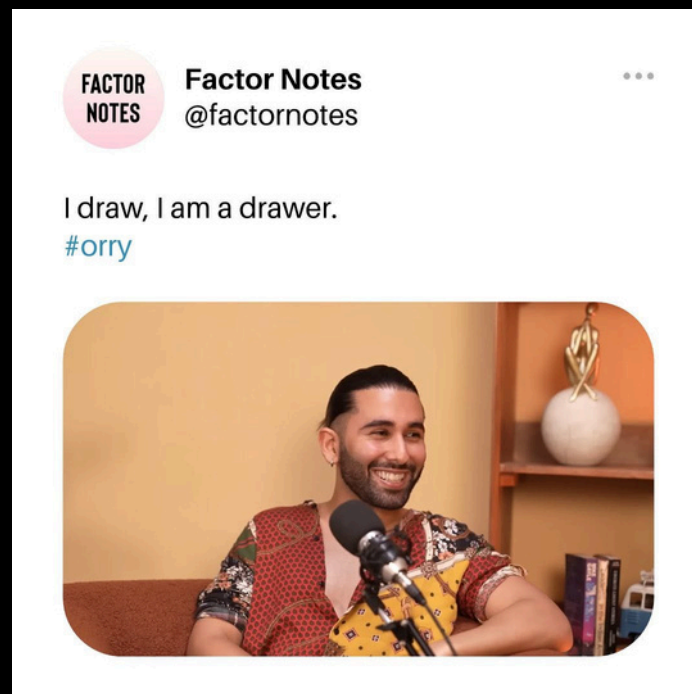 FACTOR
NOTES
Factor Notes
@factornotes
I draw, I am a drawer.
#orry